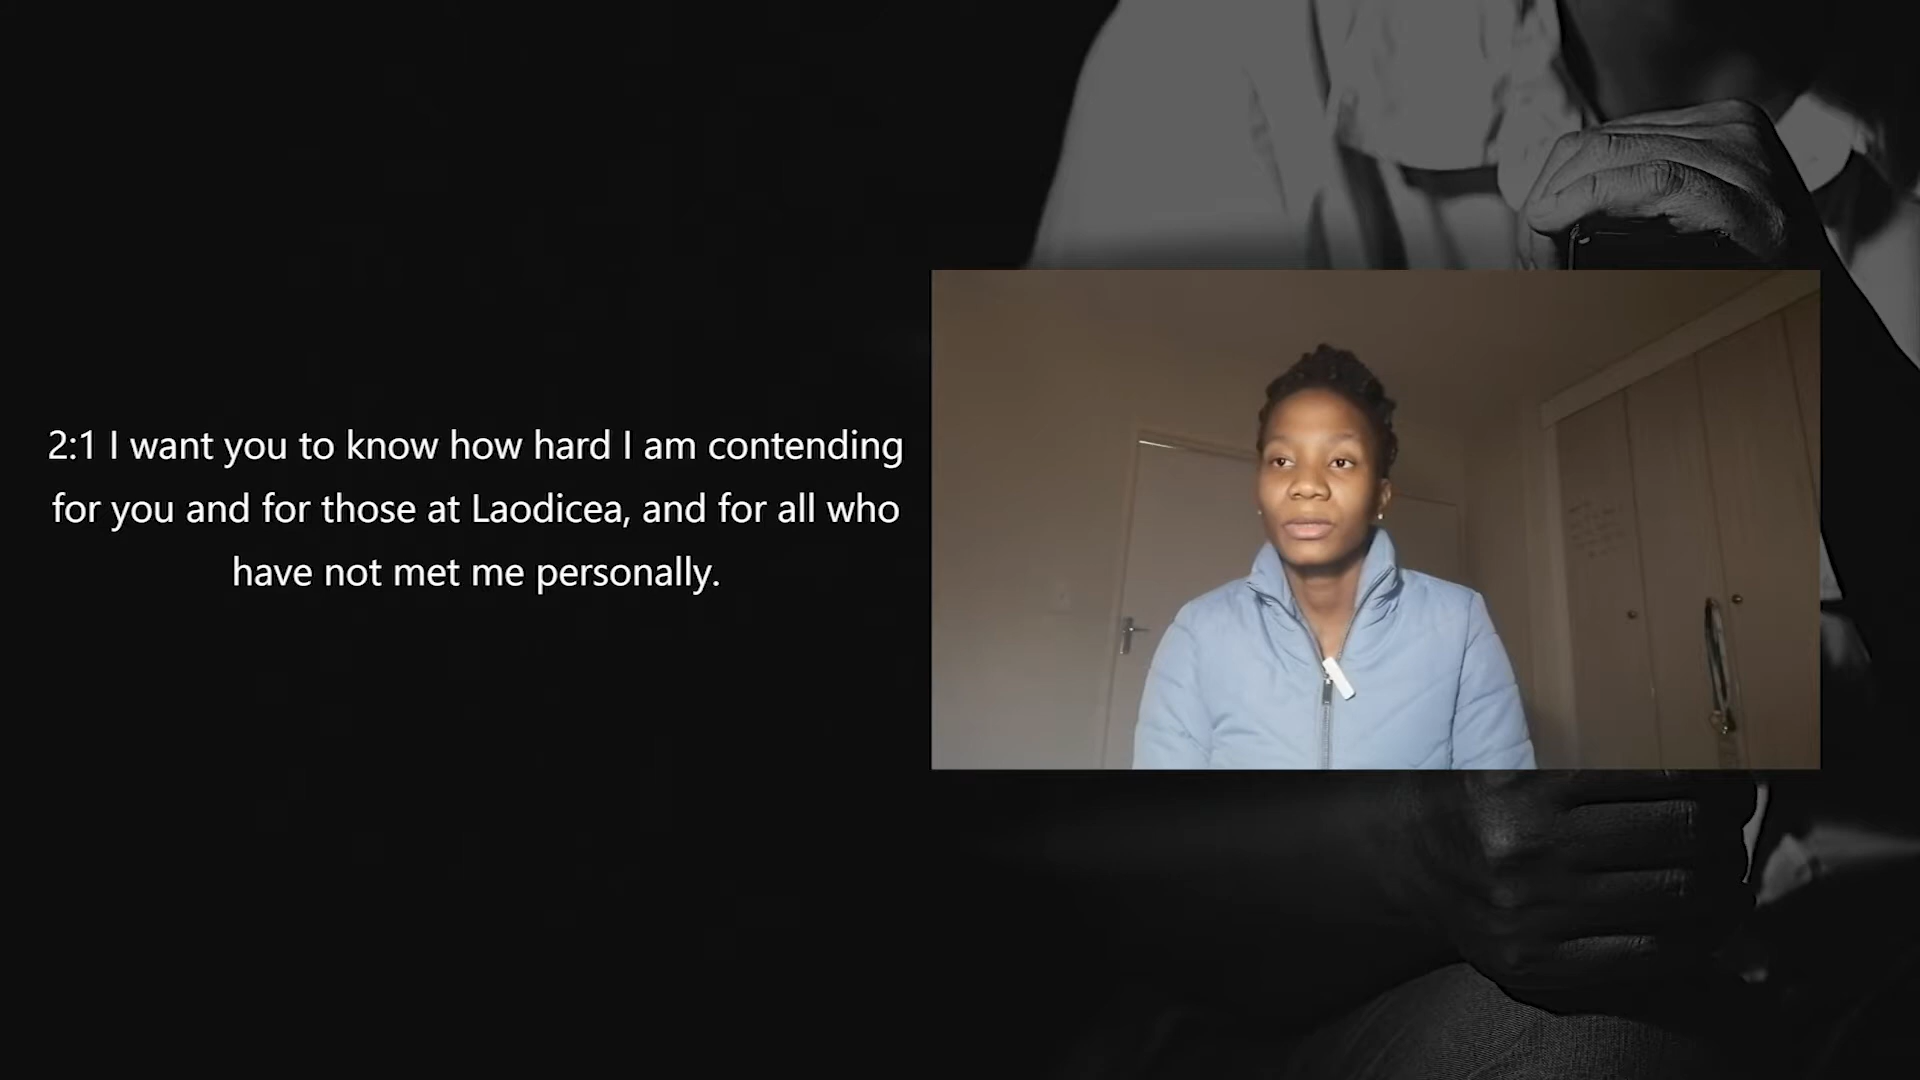 2:1 I want you to know how hard I am contending
for you and for those at Laodicea, and for all who
have not met me personally.